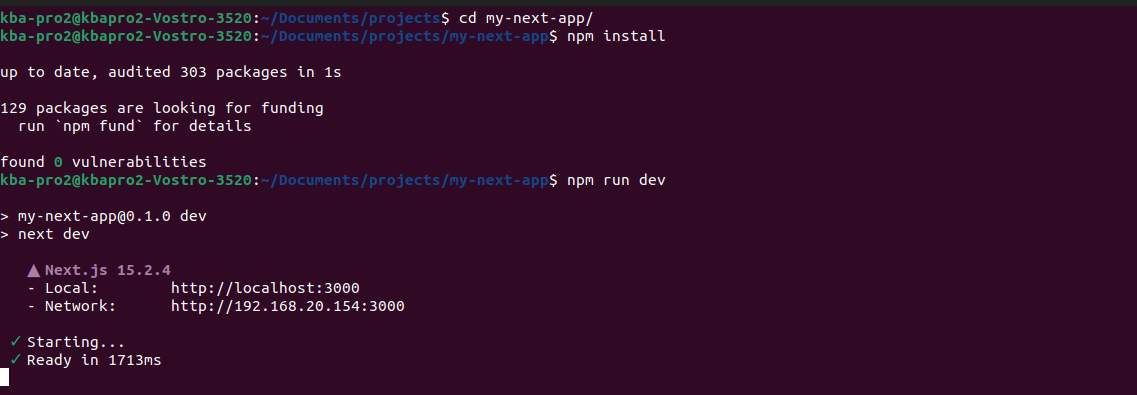 kba-pro2@kbapro2-Vostro-3520:~/Documents/projects$ cd my-next-app/
kba-pro2@kbapro2-Vostro-3520:~/Documents/projects/my-next-app$ npm install
up to date, audited 303 packages in 1s
129 packages are looking for funding
  run `npm fund` for details
found 0 vulnerabilities
kba-pro2@kbapro2-Vostro-3520:~/Documents/projects/my-next-app$ npm run dev
> my-next-app@0.1.0 dev
> next dev
   ▲ Next.js 15.2.4
   - Local:        http://localhost:3000
   - Network:      http://192.168.20.154:3000
 ✓ Starting...
 ✓ Ready in 1713ms